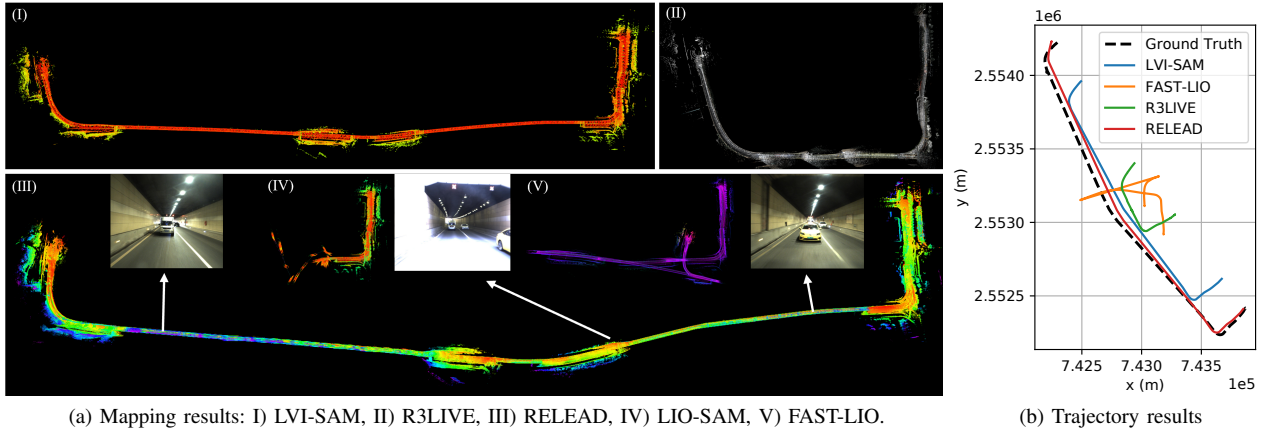 (I)
(II)
(III)
(IV)
(V)
(a) Mapping results: I) LVI-SAM, II) R3LIVE, III) RELEAD, IV) LIO-SAM, V) FAST-LIO.
1e6
Ground Truth
LVI-SAM
FAST-LIO
R3LIVE
RELEAD
2.5540
2.5535
2.5530
2.5525
y (m)
7.425
7.430
7.435
x (m)
1e5
(b) Trajectory results